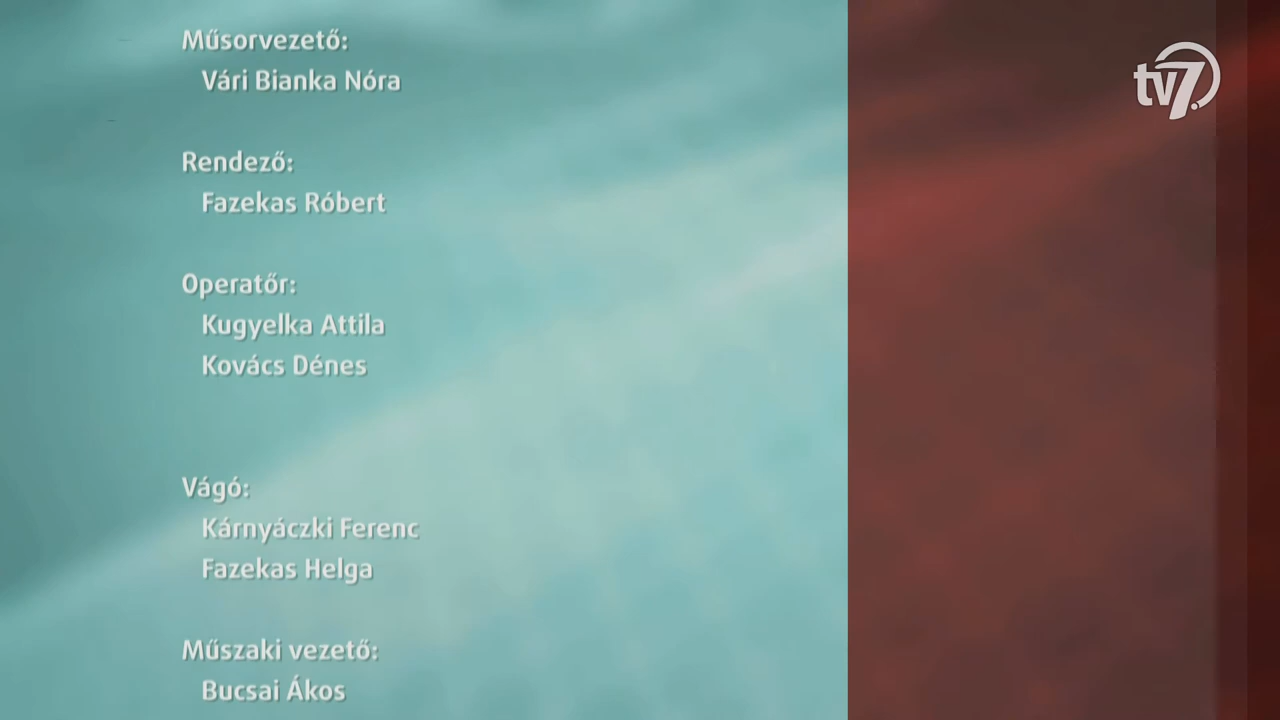 Műsorvezető:
Vári Bianka Nóra
Rendező:
Fazekas Róbert
Operatőr:
Kugyelka Attila
Kovács Dénes
Vágó:
Kárnyáczki Ferenc
Fazekas Helga
Műszaki vezető:
Bucsai Ákos
tv7.